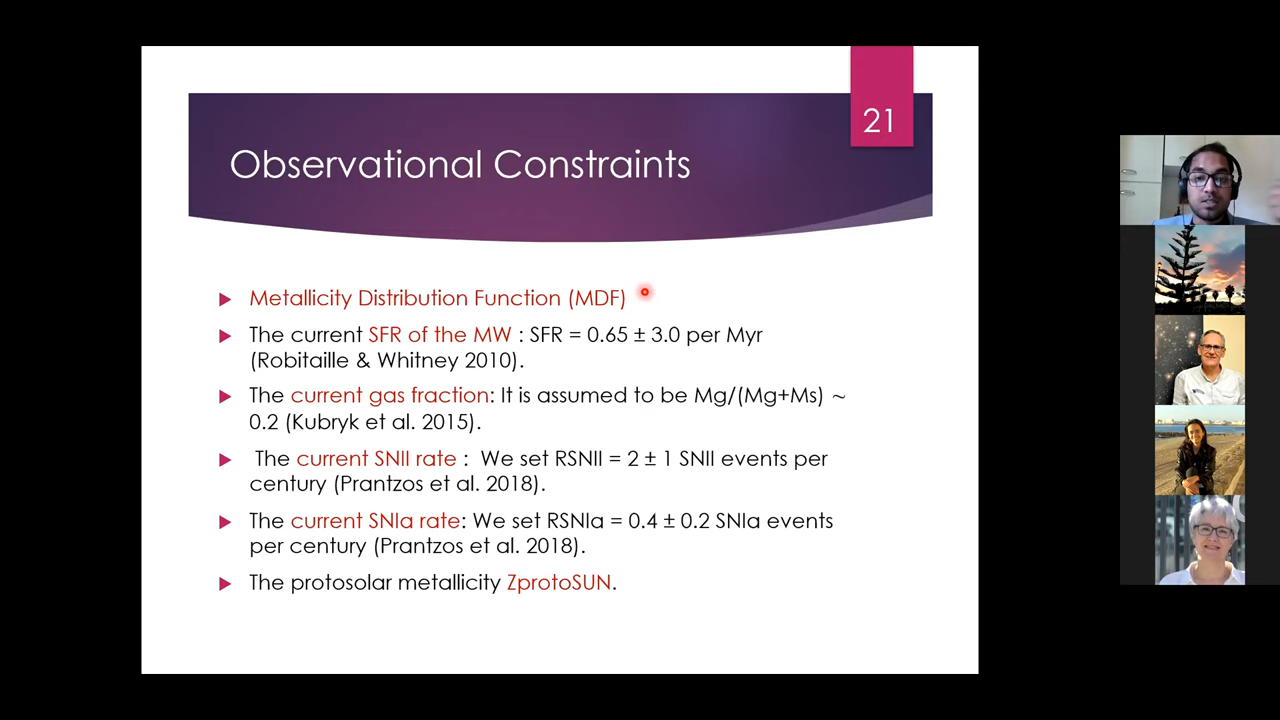 21
Observational Constraints
Metallicity Distribution Function (MDF)
The current SFR of the MW : SFR = 0.65 ± 3.0 per Myr
(Robitaille & Whitney 2010).
The current gas fraction: It is assumed to be Mg/(Mg+Ms) ~
0.2 (Kubryk et al. 2015).
The current SNII rate : We set RSNII = 2 ± 1 SNII events per
century (Prantzos et al. 2018).
The current SNIa rate: We set RSNIa = 0.4 ± 0.2 SNIa events
per century (Prantzos et al. 2018).
The protosolar metallicity ZprotoSUN.